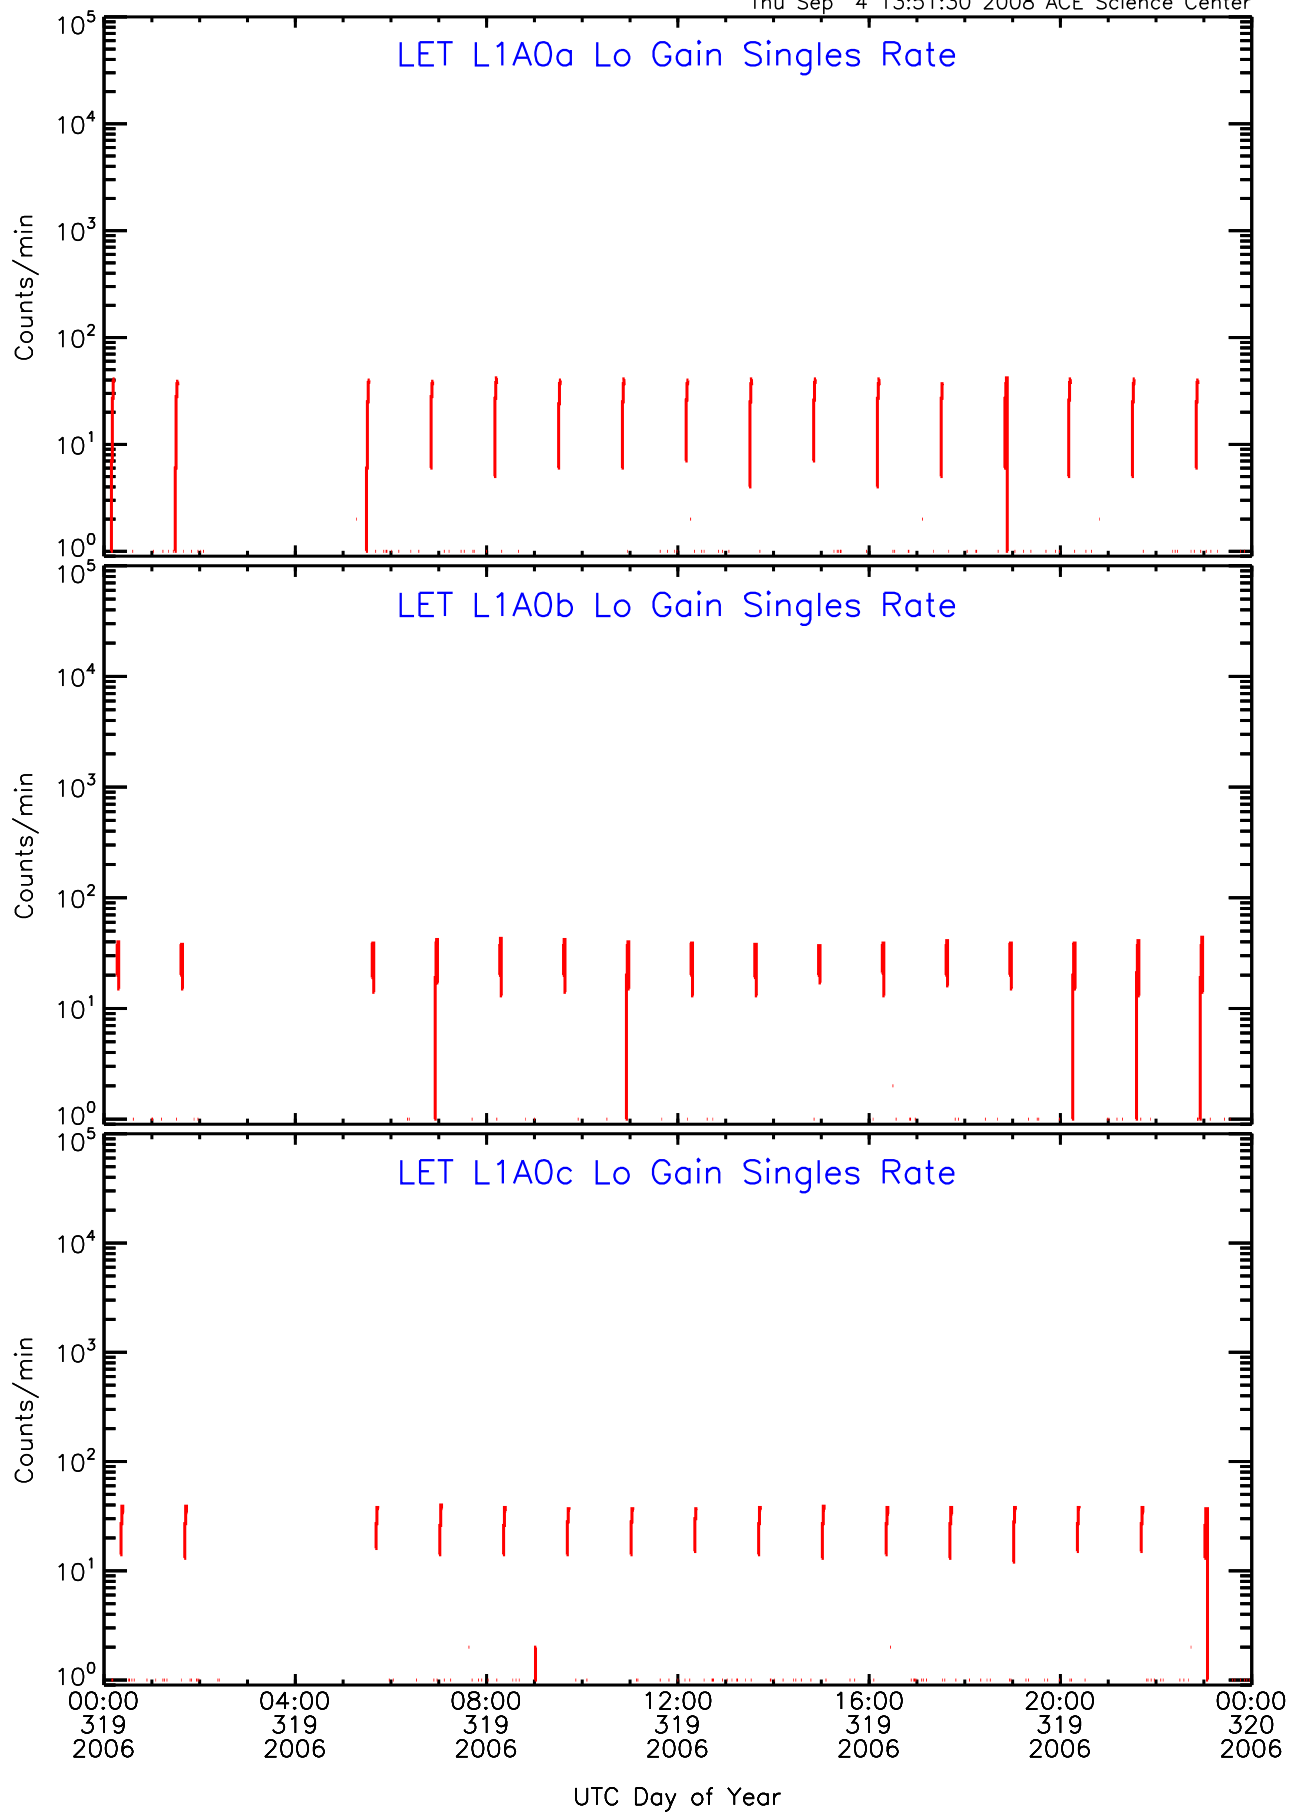 Thu Sep 4 13:51:30 2008 ACE Science Center
LET L1A0a Lo Gain Singles Rate
10^5
10^4
10^3
10^2
10^1
10^0
Counts/min
LET L1A0b Lo Gain Singles Rate
10^5
10^4
10^3
10^2
10^1
10^0
Counts/min
LET L1A0c Lo Gain Singles Rate
10^5
10^4
10^3
10^2
10^1
10^0
Counts/min
00:00 04:00 08:00 12:00 16:00 20:00 00:00
319 319 319 319 319 319 320
2006 2006 2006 2006 2006 2006 2006
UTC Day of Year